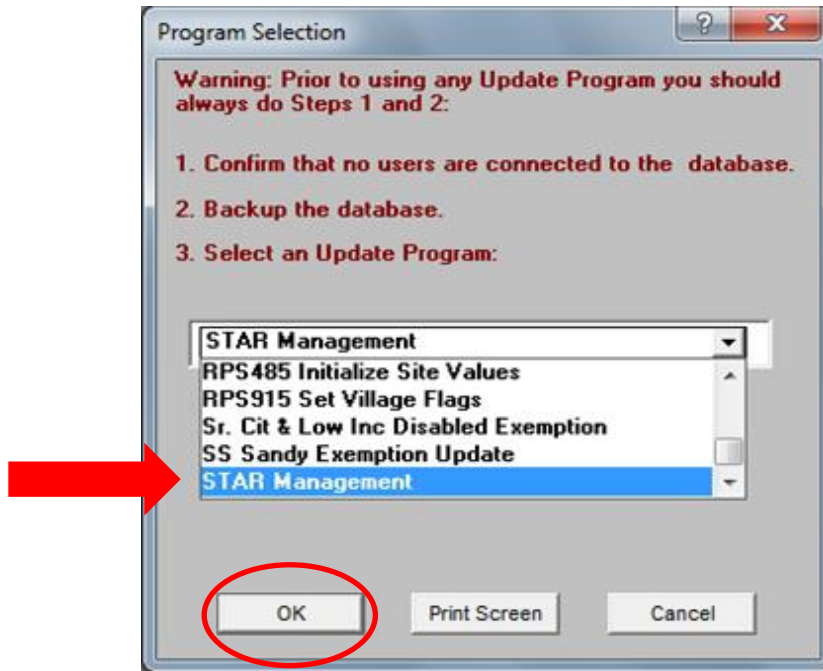 Program Selection
Warning: Prior to using any Update Program you should
always do Steps 1 and 2:
1. Confirm that no users are connected to the database.
2. Backup the database.
3. Select an Update Program:
STAR Management
RPS485 Initialize Site Values
RPS915 Set Village Flags
Sr. Cit & Low Inc Disabled Exemption
SS Sandy Exemption Update
STAR Management
OK Print Screen Cancel